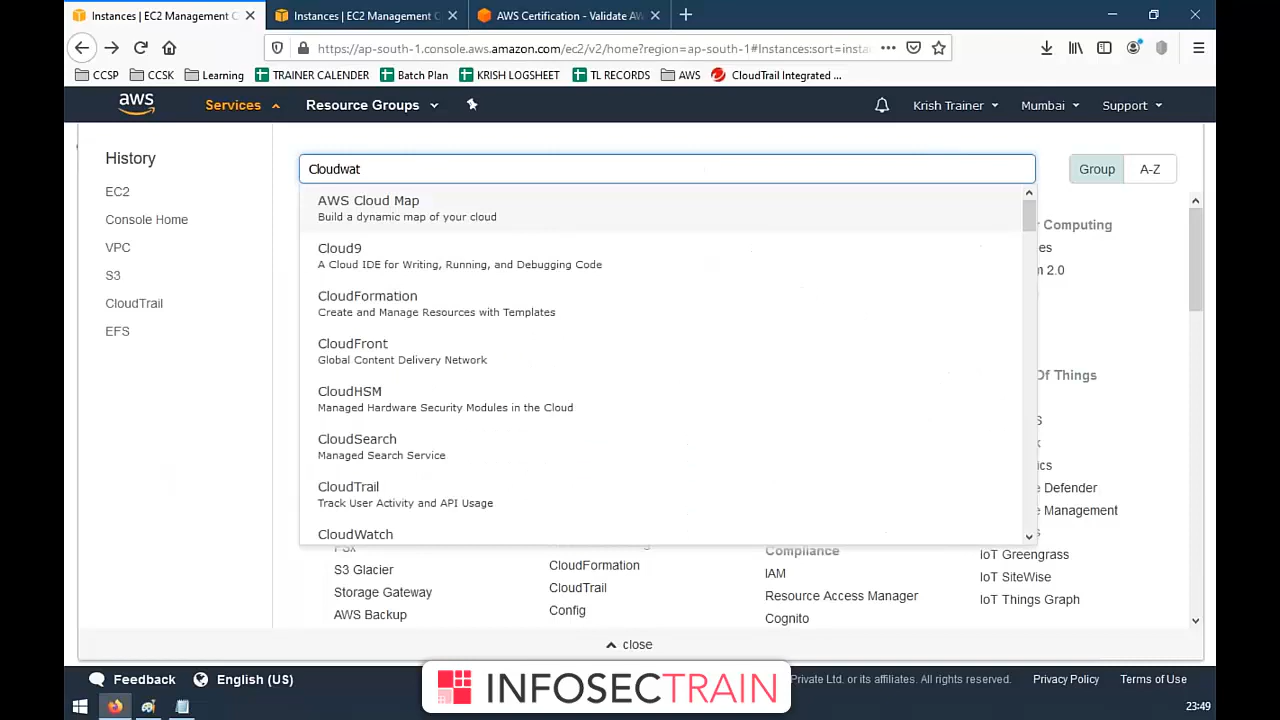 Instances | EC2 Management C
Instances | EC2 Management C
AWS Certification - Validate AW
https://ap-south-1.console.aws.amazon.com/ec2/v2/home?region=ap-south-1#Instances:sort=insta
CCSP
CCSK
Learning
TRAINER CALENDER
Batch Plan
KRISH LOGSHEET
TL RECORDS
AWS
CloudTrail Integrated ...
aws
Services
Resource Groups
Krish Trainer
Mumbai
Support
History
EC2
Console Home
VPC
S3
CloudTrail
EFS
Cloudwat
Group
A-Z
AWS Cloud Map
Build a dynamic map of your cloud
Cloud9
A Cloud IDE for Writing, Running, and Debugging Code
CloudFormation
Create and Manage Resources with Templates
CloudFront
Global Content Delivery Network
CloudHSM
Managed Hardware Security Modules in the Cloud
CloudSearch
Managed Search Service
CloudTrail
Track User Activity and API Usage
CloudWatch
FSx
S3 Glacier
Storage Gateway
AWS Backup
CloudFormation
CloudTrail
Config
Compliance
IAM
Resource Access Manager
Cognito
r Computing
es
m 2.0
Of Things
S
k
ics
e Defender
e Management
IoT Greengrass
IoT SiteWise
IoT Things Graph
close
Feedback
English (US)
Private Ltd. or its affiliates. All rights reserved.
Privacy Policy
Terms of Use
INFOSECTRAIN
23:49